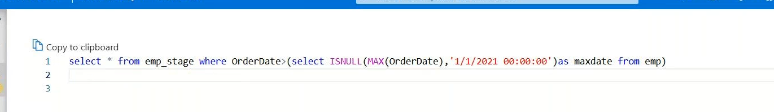 Copy to clipboard
1 select * from emp_stage where OrderDate>(select ISNULL(MAX(OrderDate),'1/1/2021 00:00:00')as maxdate from emp)
2
3